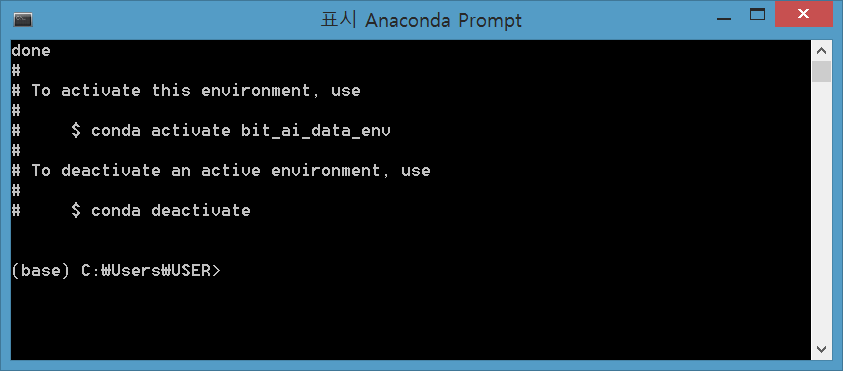 표시 Anaconda Prompt
done
#
# To activate this environment, use
#
#     $ conda activate bit_ai_data_env
#
# To deactivate an active environment, use
#
#     $ conda deactivate
(base) C:₩Users₩USER>